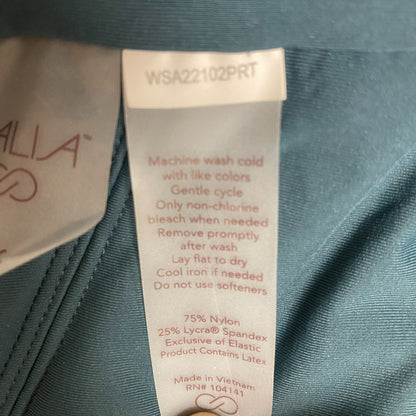 WSA22102PRT
ALIA™
Machine wash cold
with like colors
Gentle cycle
Only non-chlorine
bleach when needed
Remove promptly
after wash
Lay flat to dry
Cool iron if needed
Do not use softeners
75% Nylon
25% Lycra® Spandex
Exclusive of Elastic
Product Contains Latex
Made in Vietnam
RN# 104141